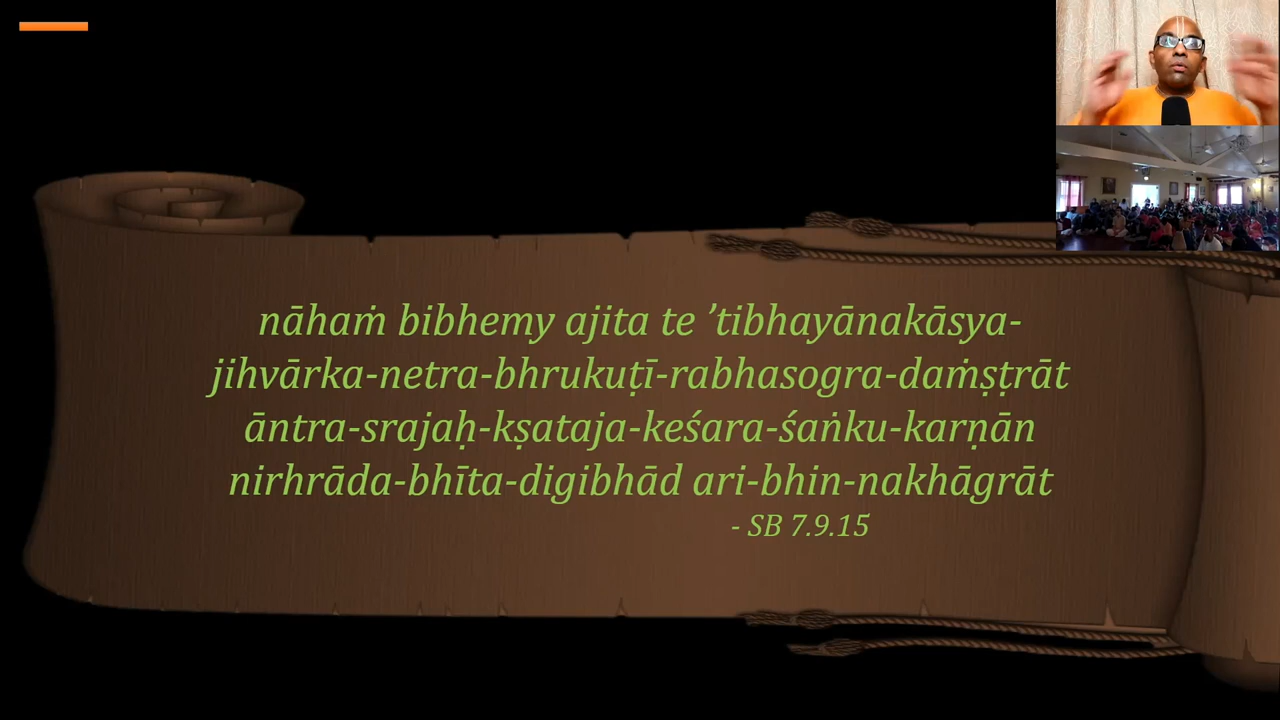 nāhaṁ bibhemy ajita te ’tibhayānakāsya-
jihvārka-netra-bhrukuṭī-rabhasogra-daṁṣṭrāt
āntra-srajaḥ-kṣataja-keśara-śaṅku-karṇān
nirhrāda-bhīta-digibhād ari-bhin-nakhāgrāt
- SB 7.9.15